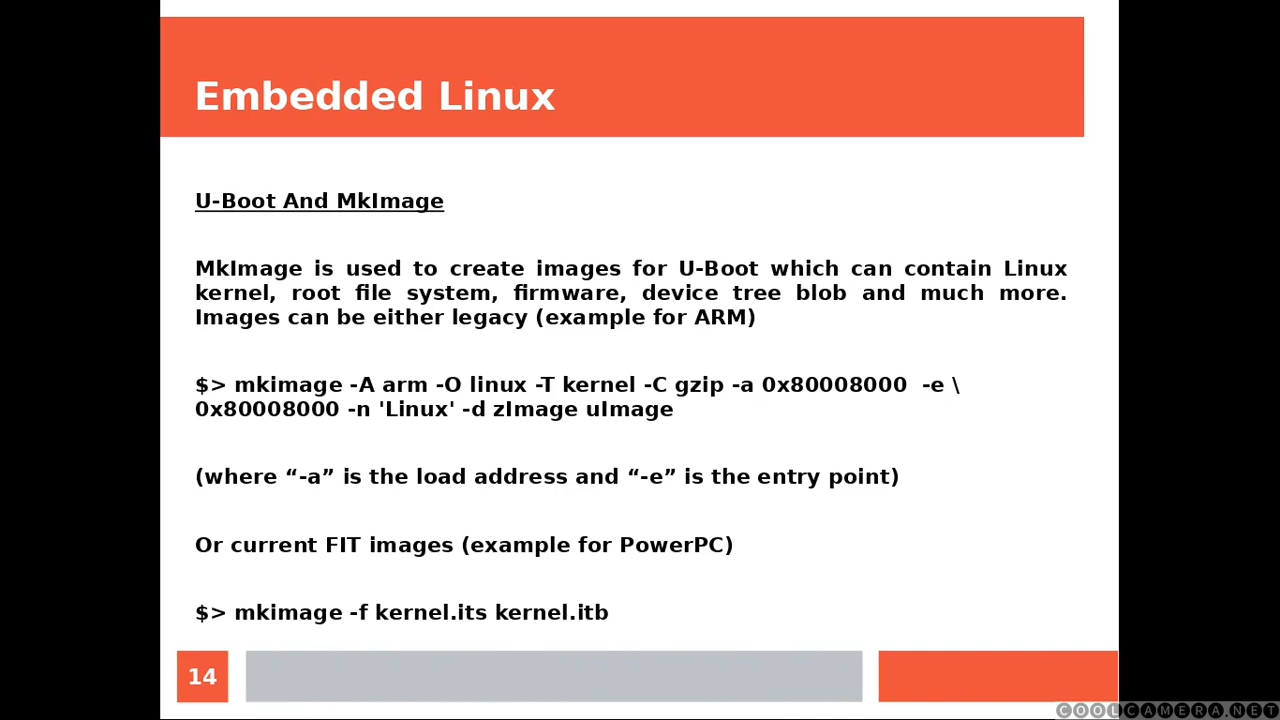 Embedded Linux
U-Boot And MkImage
MkImage is used to create images for U-Boot which can contain Linux
kernel, root file system, firmware, device tree blob and much more.
Images can be either legacy (example for ARM)
$> mkimage -A arm -O linux -T kernel -C gzip -a 0x80008000  -e \
0x80008000 -n 'Linux' -d zImage uImage
(where “-a” is the load address and “-e” is the entry point)
Or current FIT images (example for PowerPC)
$> mkimage -f kernel.its kernel.itb
14
COOLCAMERA.NET